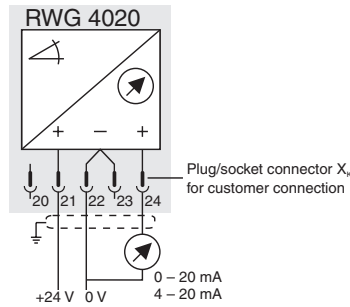 RWG 4020
+ – +
20 21 22 23 24
Plug/socket connector X
for customer connection
0 – 20 mA
4 – 20 mA
+24 V 0 V